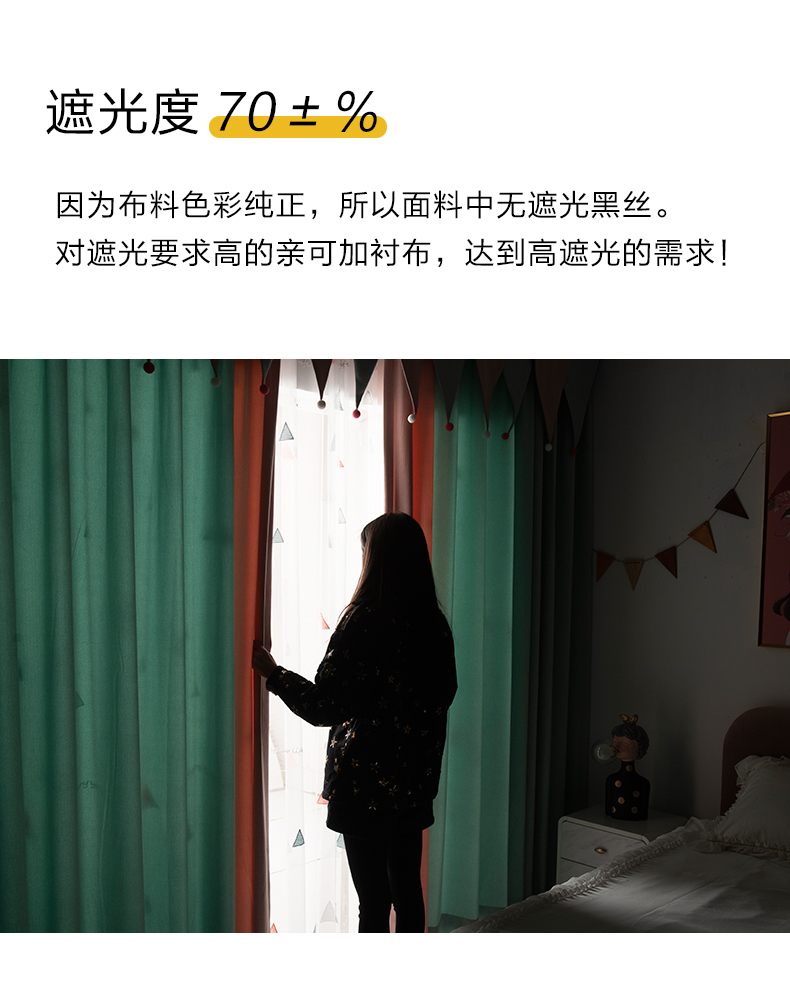 遮光度 70±%
因为布料色彩纯正，所以面料中无遮光黑丝。
对遮光要求高的亲可加衬布，达到高遮光的需求！